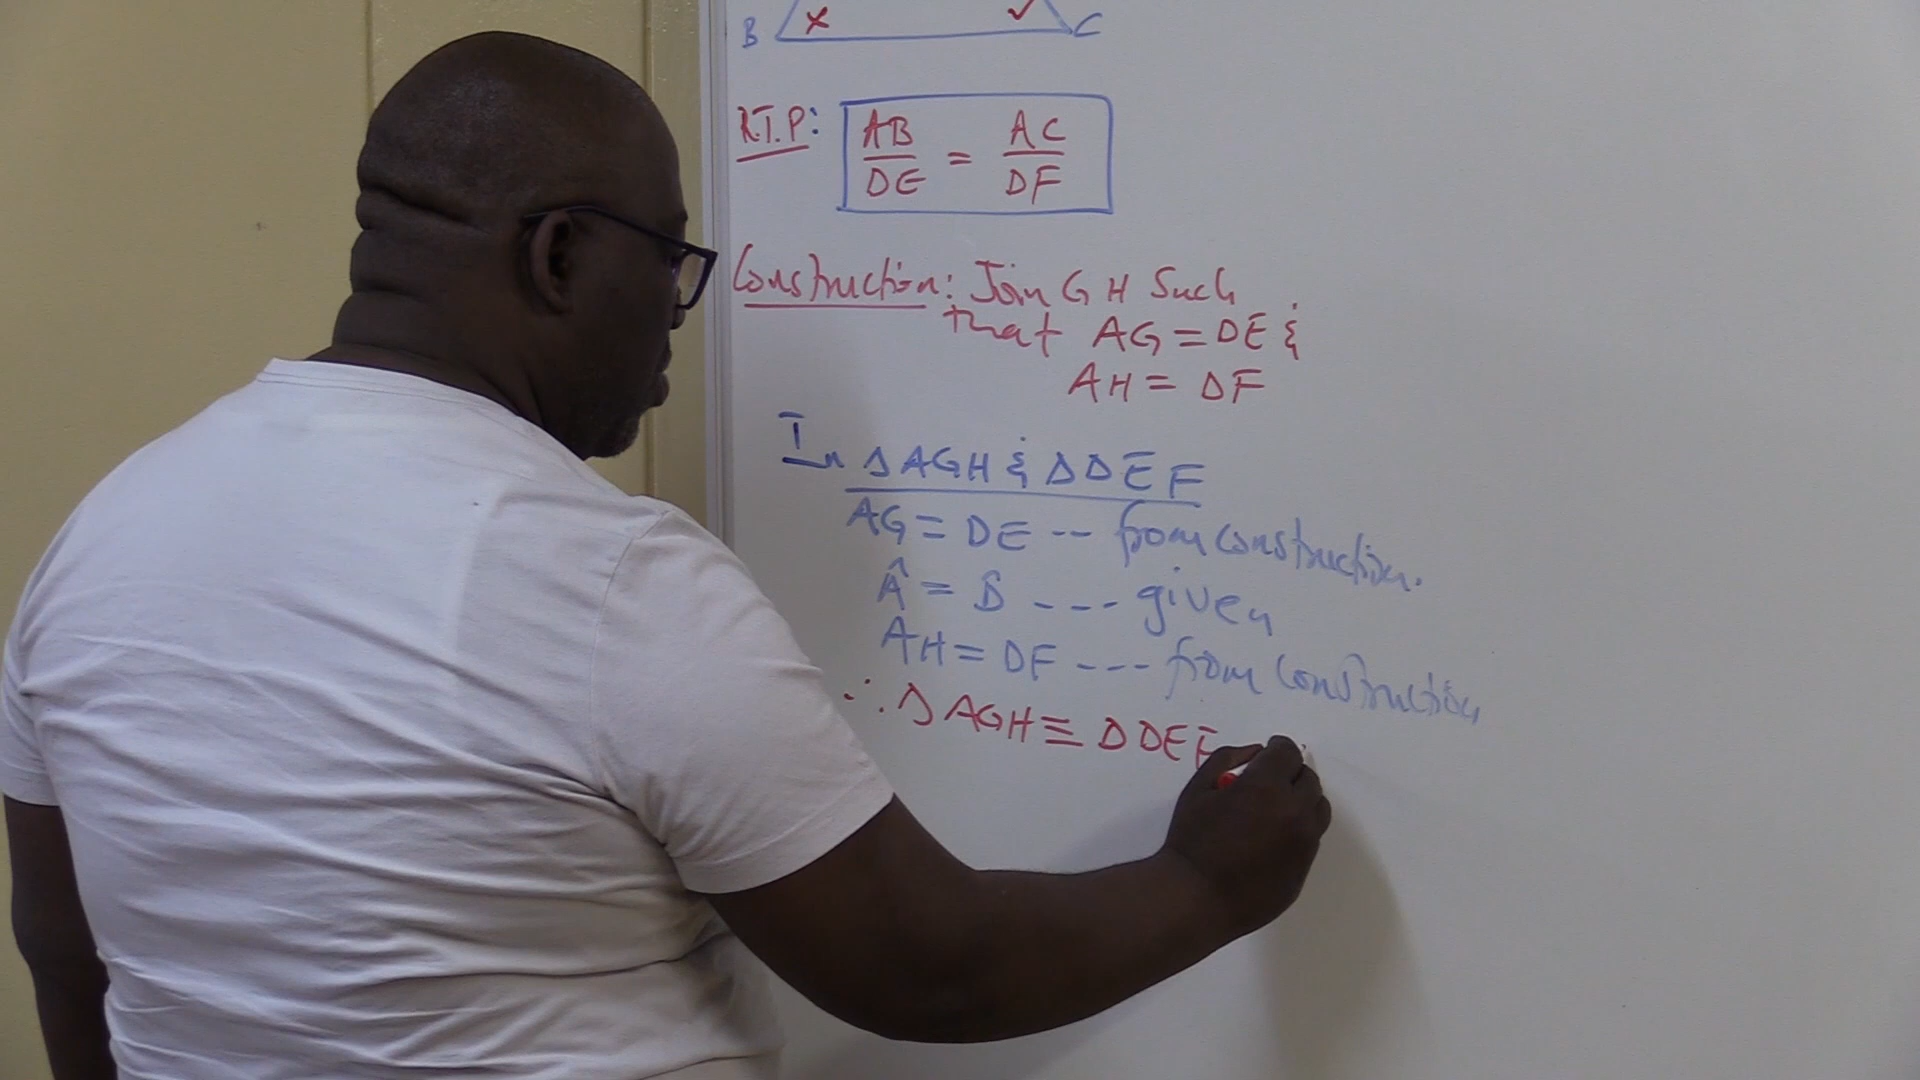 B x ✓ C
R.T.P: AB/DE = AC/DF
Construction: Join GH Such
that AG = DE &
AH = DF
In Δ AGH & Δ DEF
AG = DE -- from construction.
Â = D̂ --- given
AH = DF --- from construction
∴ Δ AGH ≡ Δ DEF